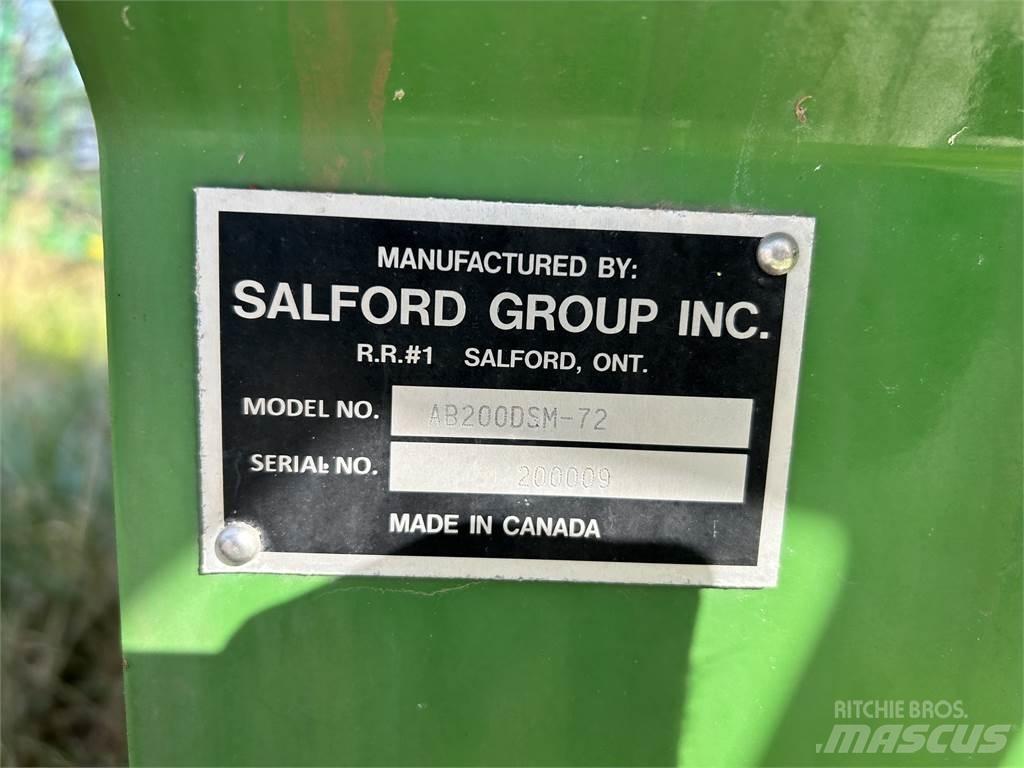 MANUFACTURED BY:
SALFORD GROUP INC.
R.R.#1 SALFORD, ONT.
MODEL NO. AB200DSM-72
SERIAL NO. 200009
MADE IN CANADA
RITCHIE BROS.
MASCUS